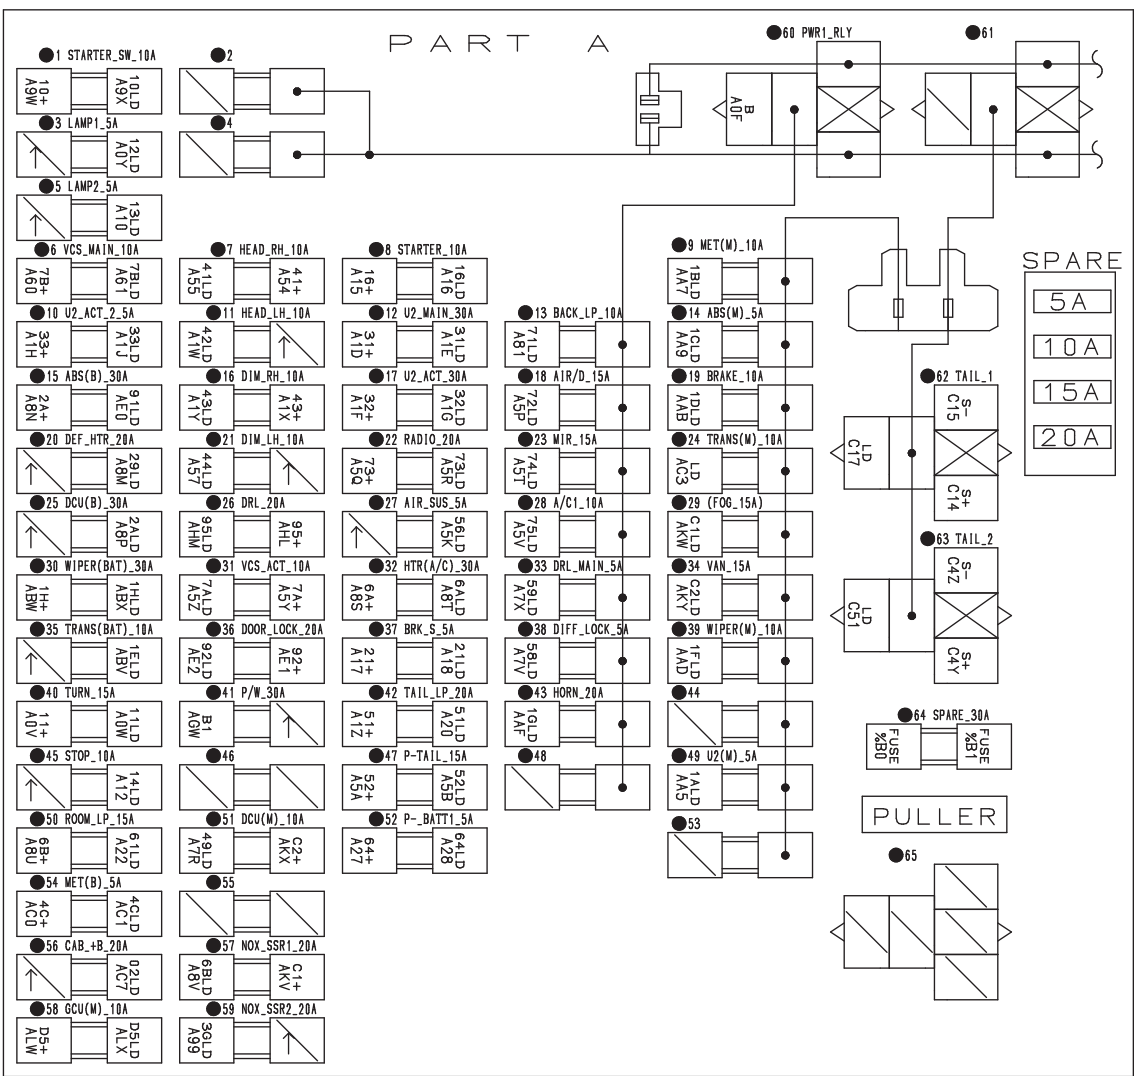 PART A
●60 PWR1_RLY
●61
●1 STARTER_SW_10A
●2
10+ A9W
10LD A9X
B A0F
●3 LAMP1_5A
●4
12LD A0Y
●5 LAMP2_5A
13LD A10
●6 VCS_MAIN_10A
●7 HEAD_RH_10A
●8 STARTER_10A
●9 MET(M)_10A
7B+ A60
7BLD A61
41LD A55
41+ A54
16+ A15
16LD A16
1BLD AA7
SPARE
5A
10A
15A
20A
●10 U2_ACT_2_5A
●11 HEAD_LH_10A
●12 U2_MAIN_30A
●13 BACK_LP_10A
●14 ABS(M)_5A
33+ A1H
33LD A1J
42LD A1W
31+ A1D
31LD A1E
71LD A81
1CLD AA9
●15 ABS(B)_30A
●16 DIM_RH_10A
●17 U2_ACT_30A
●18 AIR/D_15A
●19 BRAKE_10A
●62 TAIL_1
2A+ A8N
91LD AE0
43LD A1Y
43+ A1X
32+ A1F
32LD A1G
72LD A5P
1DLD AAB
S- C15
LD C17
S+ C14
●20 DEF_HTR_20A
●21 DIM_LH_10A
●22 RADIO_20A
●23 MIR_15A
●24 TRANS(M)_10A
29LD A8M
44LD A57
73+ A5Q
73LD A5R
74LD A5T
LD AC3
●25 DCU(B)_30A
●26 DRL_20A
●27 AIR_SUS_5A
●28 A/C1_10A
●29 (FOG_15A)
2ALD A8P
95LD AHM
95+ AHL
56LD A5K
75LD A5V
C1LD AKW
●63 TAIL_2
S- C4Z
LD C51
S+ C4Y
●30 WIPER(BAT)_30A
●31 VCS_ACT_10A
●32 HTR(A/C)_30A
●33 DRL_MAIN_5A
●34 VAN_15A
1H+ ABW
1HLD ABX
7ALD A5Z
7A+ A5Y
6A+ A8S
6ALD A8T
59LD A7X
C2LD AKY
●35 TRANS(BAT)_10A
●36 DOOR_LOCK_20A
●37 BRK_S_5A
●38 DIFF_LOCK_5A
●39 WIPER(M)_10A
1ELD ABV
92LD AE2
92+ AE1
21+ A17
21LD A18
58LD A7V
1FLD AAD
●40 TURN_15A
●41 P/W_30A
●42 TAIL_LP_20A
●43 HORN_20A
●44
11+ A0V
11LD A0W
B1 AGW
51+ A1Z
51LD A20
1GLD AAF
●64 SPARE_30A
FUSE %B0
FUSE %B1
●45 STOP_10A
●46
●47 P-TAIL_15A
●48
●49 U2(M)_5A
14LD A12
52+ A5A
52LD A5B
1ALD AA5
PULLER
●50 ROOM_LP_15A
●51 DCU(M)_10A
●52 P-_BATT1_5A
●53
6B+ A8U
61LD A22
49LD A7R
C2+ AKX
64+ A27
64LD A28
●65
●54 MET(B)_5A
●55
4C+ AC0
4CLD AC1
●56 CAB_+B_20A
●57 NOX_SSR1_20A
02LD AC7
6BLD A8V
C1+ AKV
●58 GCU(M)_10A
●59 NOX_SSR2_20A
D5+ ALW
D5LD ALX
3GLD A99